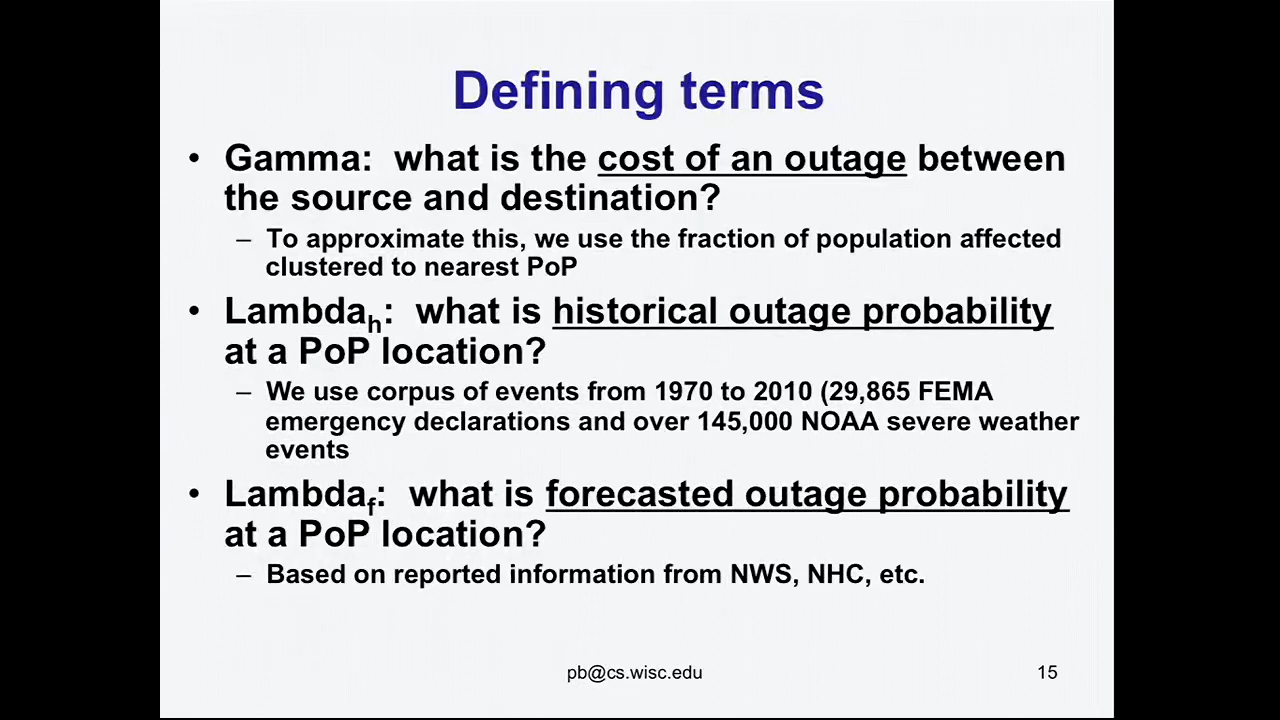 Defining terms
• Gamma: what is the cost of an outage between
the source and destination?
– To approximate this, we use the fraction of population affected
clustered to nearest PoP
• Lambdah: what is historical outage probability
at a PoP location?
– We use corpus of events from 1970 to 2010 (29,865 FEMA
emergency declarations and over 145,000 NOAA severe weather
events
• Lambdaf: what is forecasted outage probability
at a PoP location?
– Based on reported information from NWS, NHC, etc.
pb@cs.wisc.edu
15